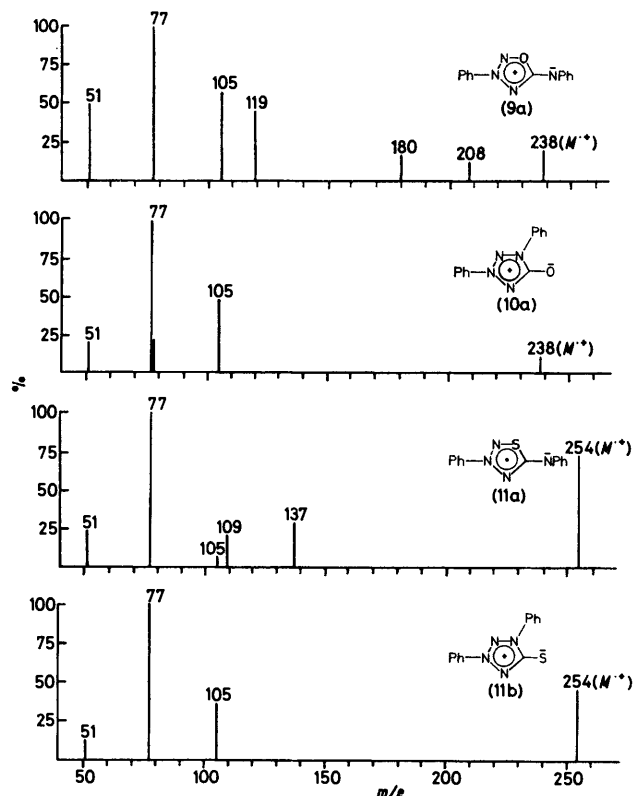 100
75
50
25
51
77
105
119
180
208
238(M·+)
Ph—N N O N N̄Ph
(9a)
100
75
50
25
51
77
105
238(M·+)
Ph
Ph—N N N N Ō
(10a)
%
100
75
50
25
51
77
105
109
137
254(M·+)
Ph—N N S N N̄Ph
(11a)
100
75
50
25
51
77
105
254(M·+)
Ph
Ph—N N N N S̄
(11b)
50 100 150 200 250
m/e